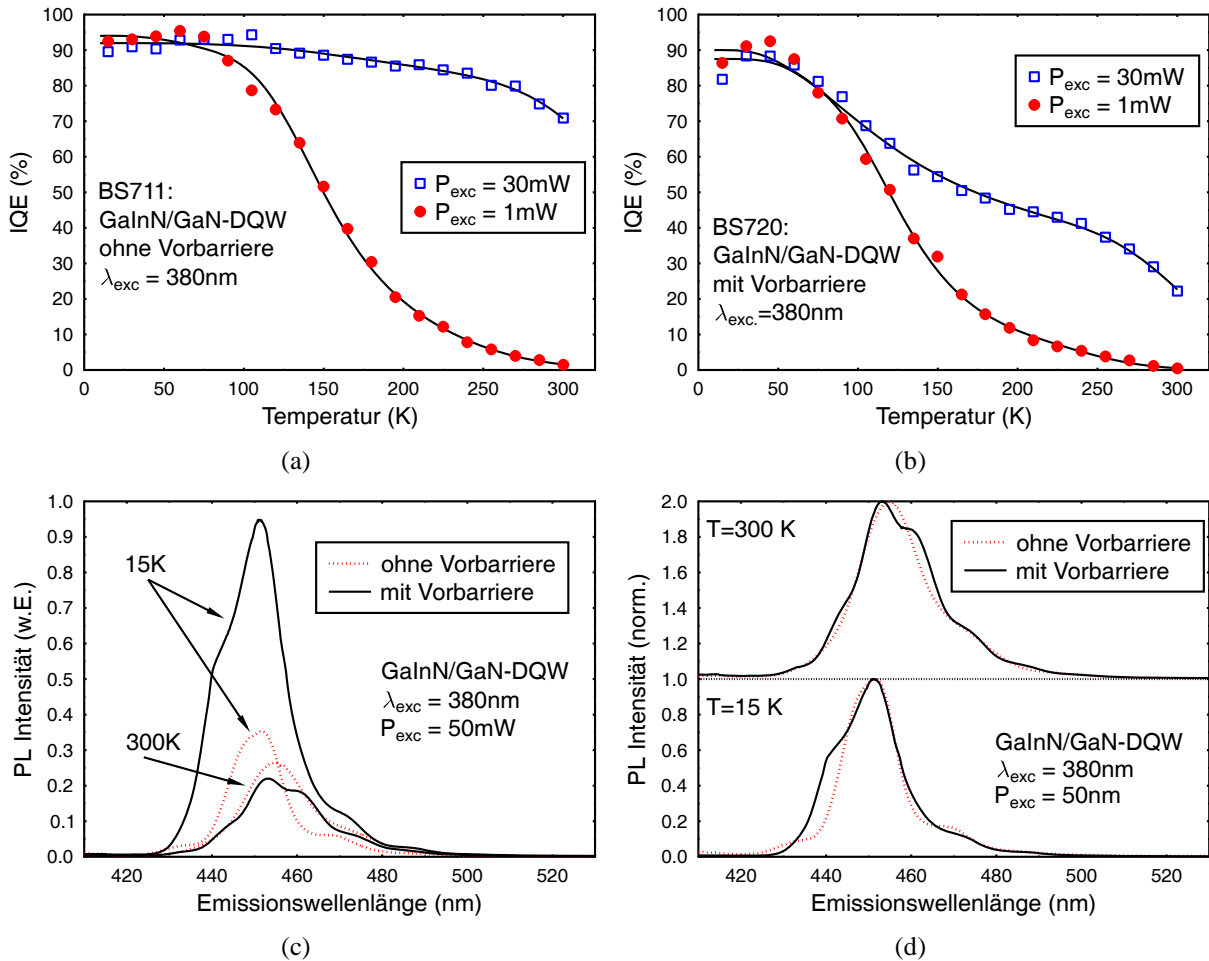 100
90
80
70
60
50
40
30
20
10
0
IQE (%)
0
50
100
150
200
250
300
Temperatur (K)
P_exc = 30mW
P_exc = 1mW
BS711:
GaInN/GaN-DQW
ohne Vorbarriere
λ_exc = 380nm
(a)
100
90
80
70
60
50
40
30
20
10
0
IQE (%)
0
50
100
150
200
250
300
Temperatur (K)
P_exc = 30mW
P_exc = 1mW
BS720:
GaInN/GaN-DQW
mit Vorbarriere
λ_exc.=380nm
(b)
1.0
0.9
0.8
0.7
0.6
0.5
0.4
0.3
0.2
0.1
0.0
PL Intensität (w.E.)
420
440
460
480
500
520
Emissionswellenlänge (nm)
15K
300K
ohne Vorbarriere
mit Vorbarriere
GaInN/GaN-DQW
λ_exc = 380nm
P_exc = 50mW
(c)
2.0
1.8
1.6
1.4
1.2
1.0
0.8
0.6
0.4
0.2
0.0
PL Intensität (norm.)
420
440
460
480
500
520
Emissionswellenlänge (nm)
T=300 K
ohne Vorbarriere
mit Vorbarriere
T=15 K
GaInN/GaN-DQW
λ_exc = 380nm
P_exc = 50nm
(d)